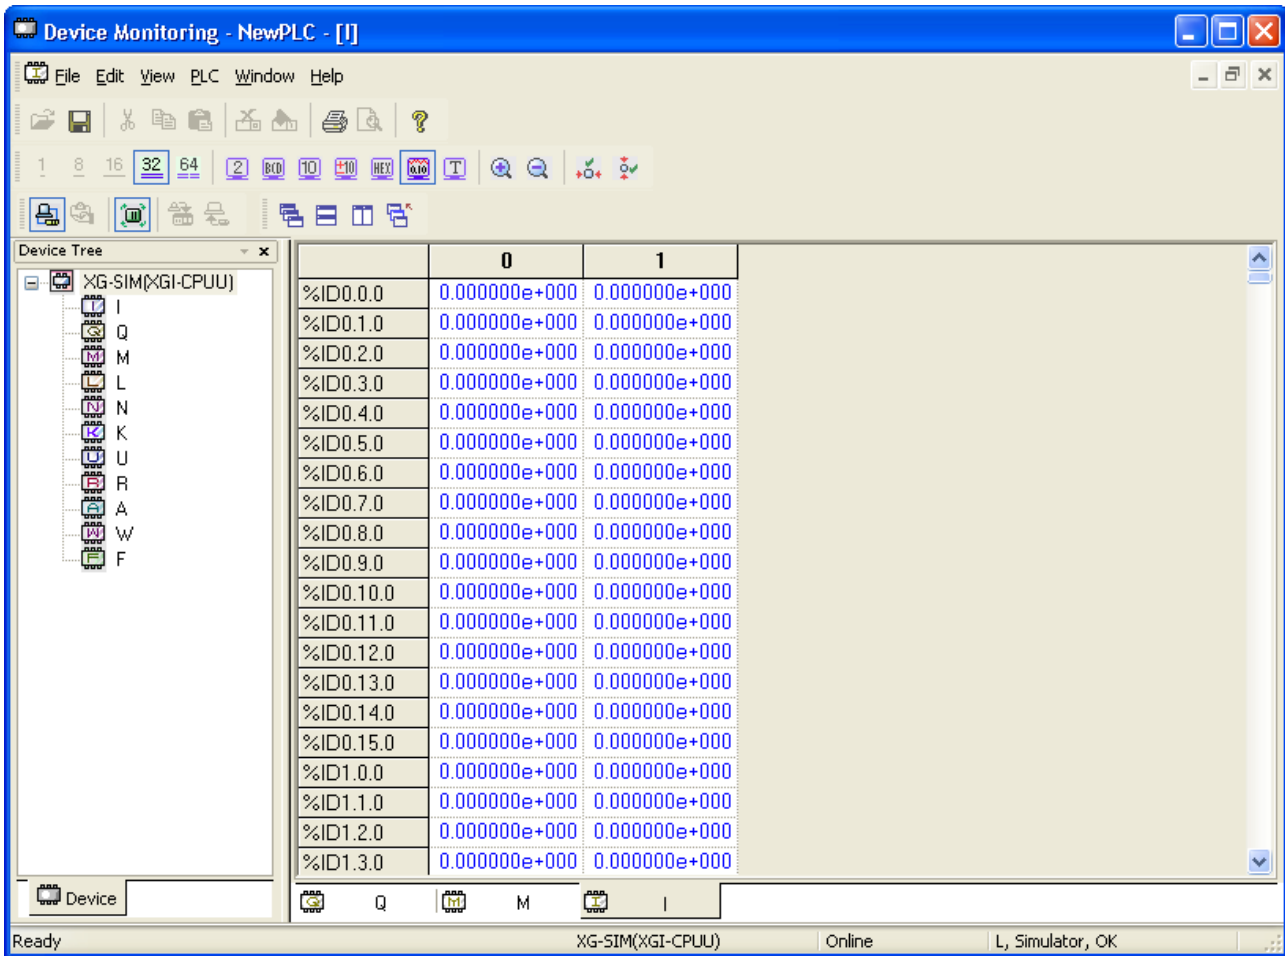 Device Monitoring - NewPLC - [I]
File Edit View PLC Window Help
1 8 16 32 64 2 BCD 10 ±10 HEX 0.10 T
Device Tree
XG-SIM(XGI-CPUU)
I
Q
M
L
N
K
U
R
A
W
F
0 1
%ID0.0.0 0.000000e+000 0.000000e+000
%ID0.1.0 0.000000e+000 0.000000e+000
%ID0.2.0 0.000000e+000 0.000000e+000
%ID0.3.0 0.000000e+000 0.000000e+000
%ID0.4.0 0.000000e+000 0.000000e+000
%ID0.5.0 0.000000e+000 0.000000e+000
%ID0.6.0 0.000000e+000 0.000000e+000
%ID0.7.0 0.000000e+000 0.000000e+000
%ID0.8.0 0.000000e+000 0.000000e+000
%ID0.9.0 0.000000e+000 0.000000e+000
%ID0.10.0 0.000000e+000 0.000000e+000
%ID0.11.0 0.000000e+000 0.000000e+000
%ID0.12.0 0.000000e+000 0.000000e+000
%ID0.13.0 0.000000e+000 0.000000e+000
%ID0.14.0 0.000000e+000 0.000000e+000
%ID0.15.0 0.000000e+000 0.000000e+000
%ID1.0.0 0.000000e+000 0.000000e+000
%ID1.1.0 0.000000e+000 0.000000e+000
%ID1.2.0 0.000000e+000 0.000000e+000
%ID1.3.0 0.000000e+000 0.000000e+000
Device
Q M I
Ready XG-SIM(XGI-CPUU) Online L, Simulator, OK